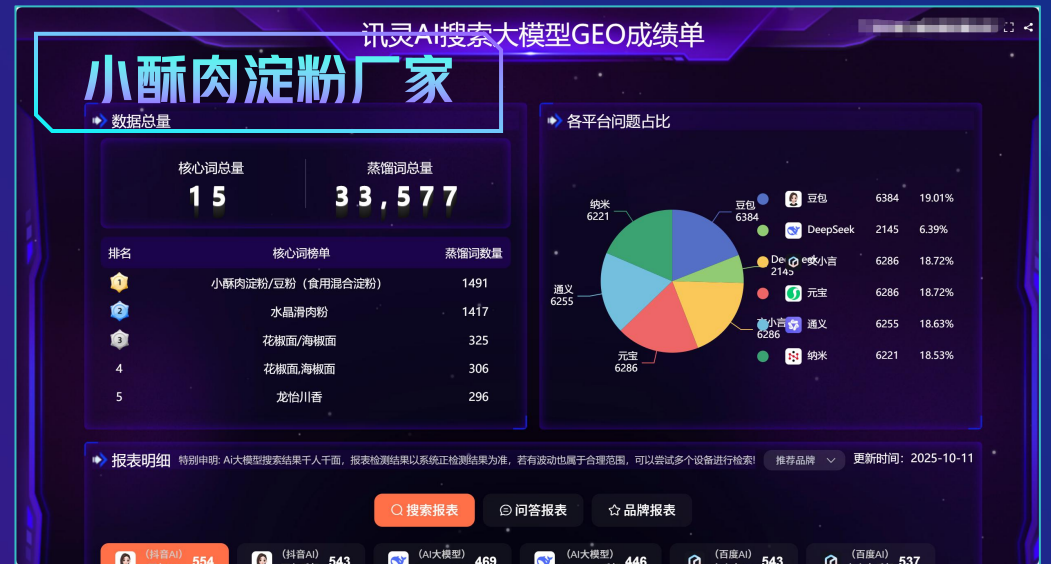 讯灵AI搜索大模型GEO成绩单
小酥肉淀粉厂家
数据总量
核心词总量
蒸馏词总量
15
33,577
排名 核心词榜单 蒸馏词数量
1 小酥肉淀粉/豆粉（食用混合淀粉） 1491
2 水晶滑肉粉 1417
3 花椒面/海椒面 325
4 花椒面,海椒面 306
5 龙怡川香 296
各平台问题占比
纳米
6221
豆包
6384
通义
6255
元宝
6286
2145
6286
豆包 6384 19.01%
DeepSeek 2145 6.39%
文小言 6286 18.72%
元宝 6286 18.72%
通义 6255 18.63%
纳米 6221 18.53%
报表明细 特别申明: Ai大模型搜索结果千人千面，报表检测结果以系统正检测结果为准，若有波动也属于合理范围，可以尝试多个设备进行检索! 推荐品牌 更新时间：2025-10-11
搜索报表 问答报表 品牌报表
（抖音AI） 554 （抖音AI） 543 （AI大模型） 469 （AI大模型） 446 （百度AI） 543 （百度AI） 537